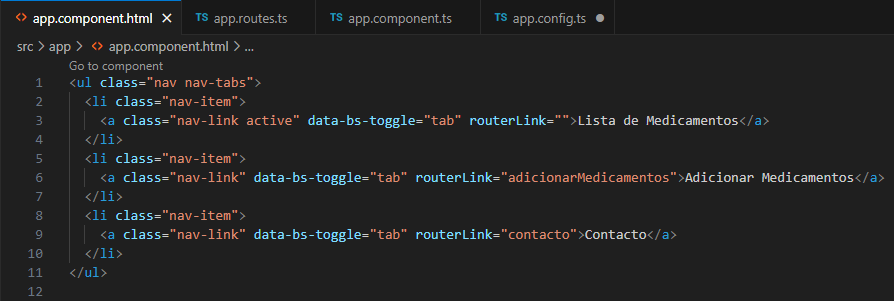 <> app.component.html × TS app.routes.ts TS app.component.ts TS app.config.ts ●
src > app > <> app.component.html > ...
Go to component
1 <ul class="nav nav-tabs">
2 <li class="nav-item">
3 <a class="nav-link active" data-bs-toggle="tab" routerLink="">Lista de Medicamentos</a>
4 </li>
5 <li class="nav-item">
6 <a class="nav-link" data-bs-toggle="tab" routerLink="adicionarMedicamentos">Adicionar Medicamentos</a>
7 </li>
8 <li class="nav-item">
9 <a class="nav-link" data-bs-toggle="tab" routerLink="contacto">Contacto</a>
10 </li>
11 </ul>
12